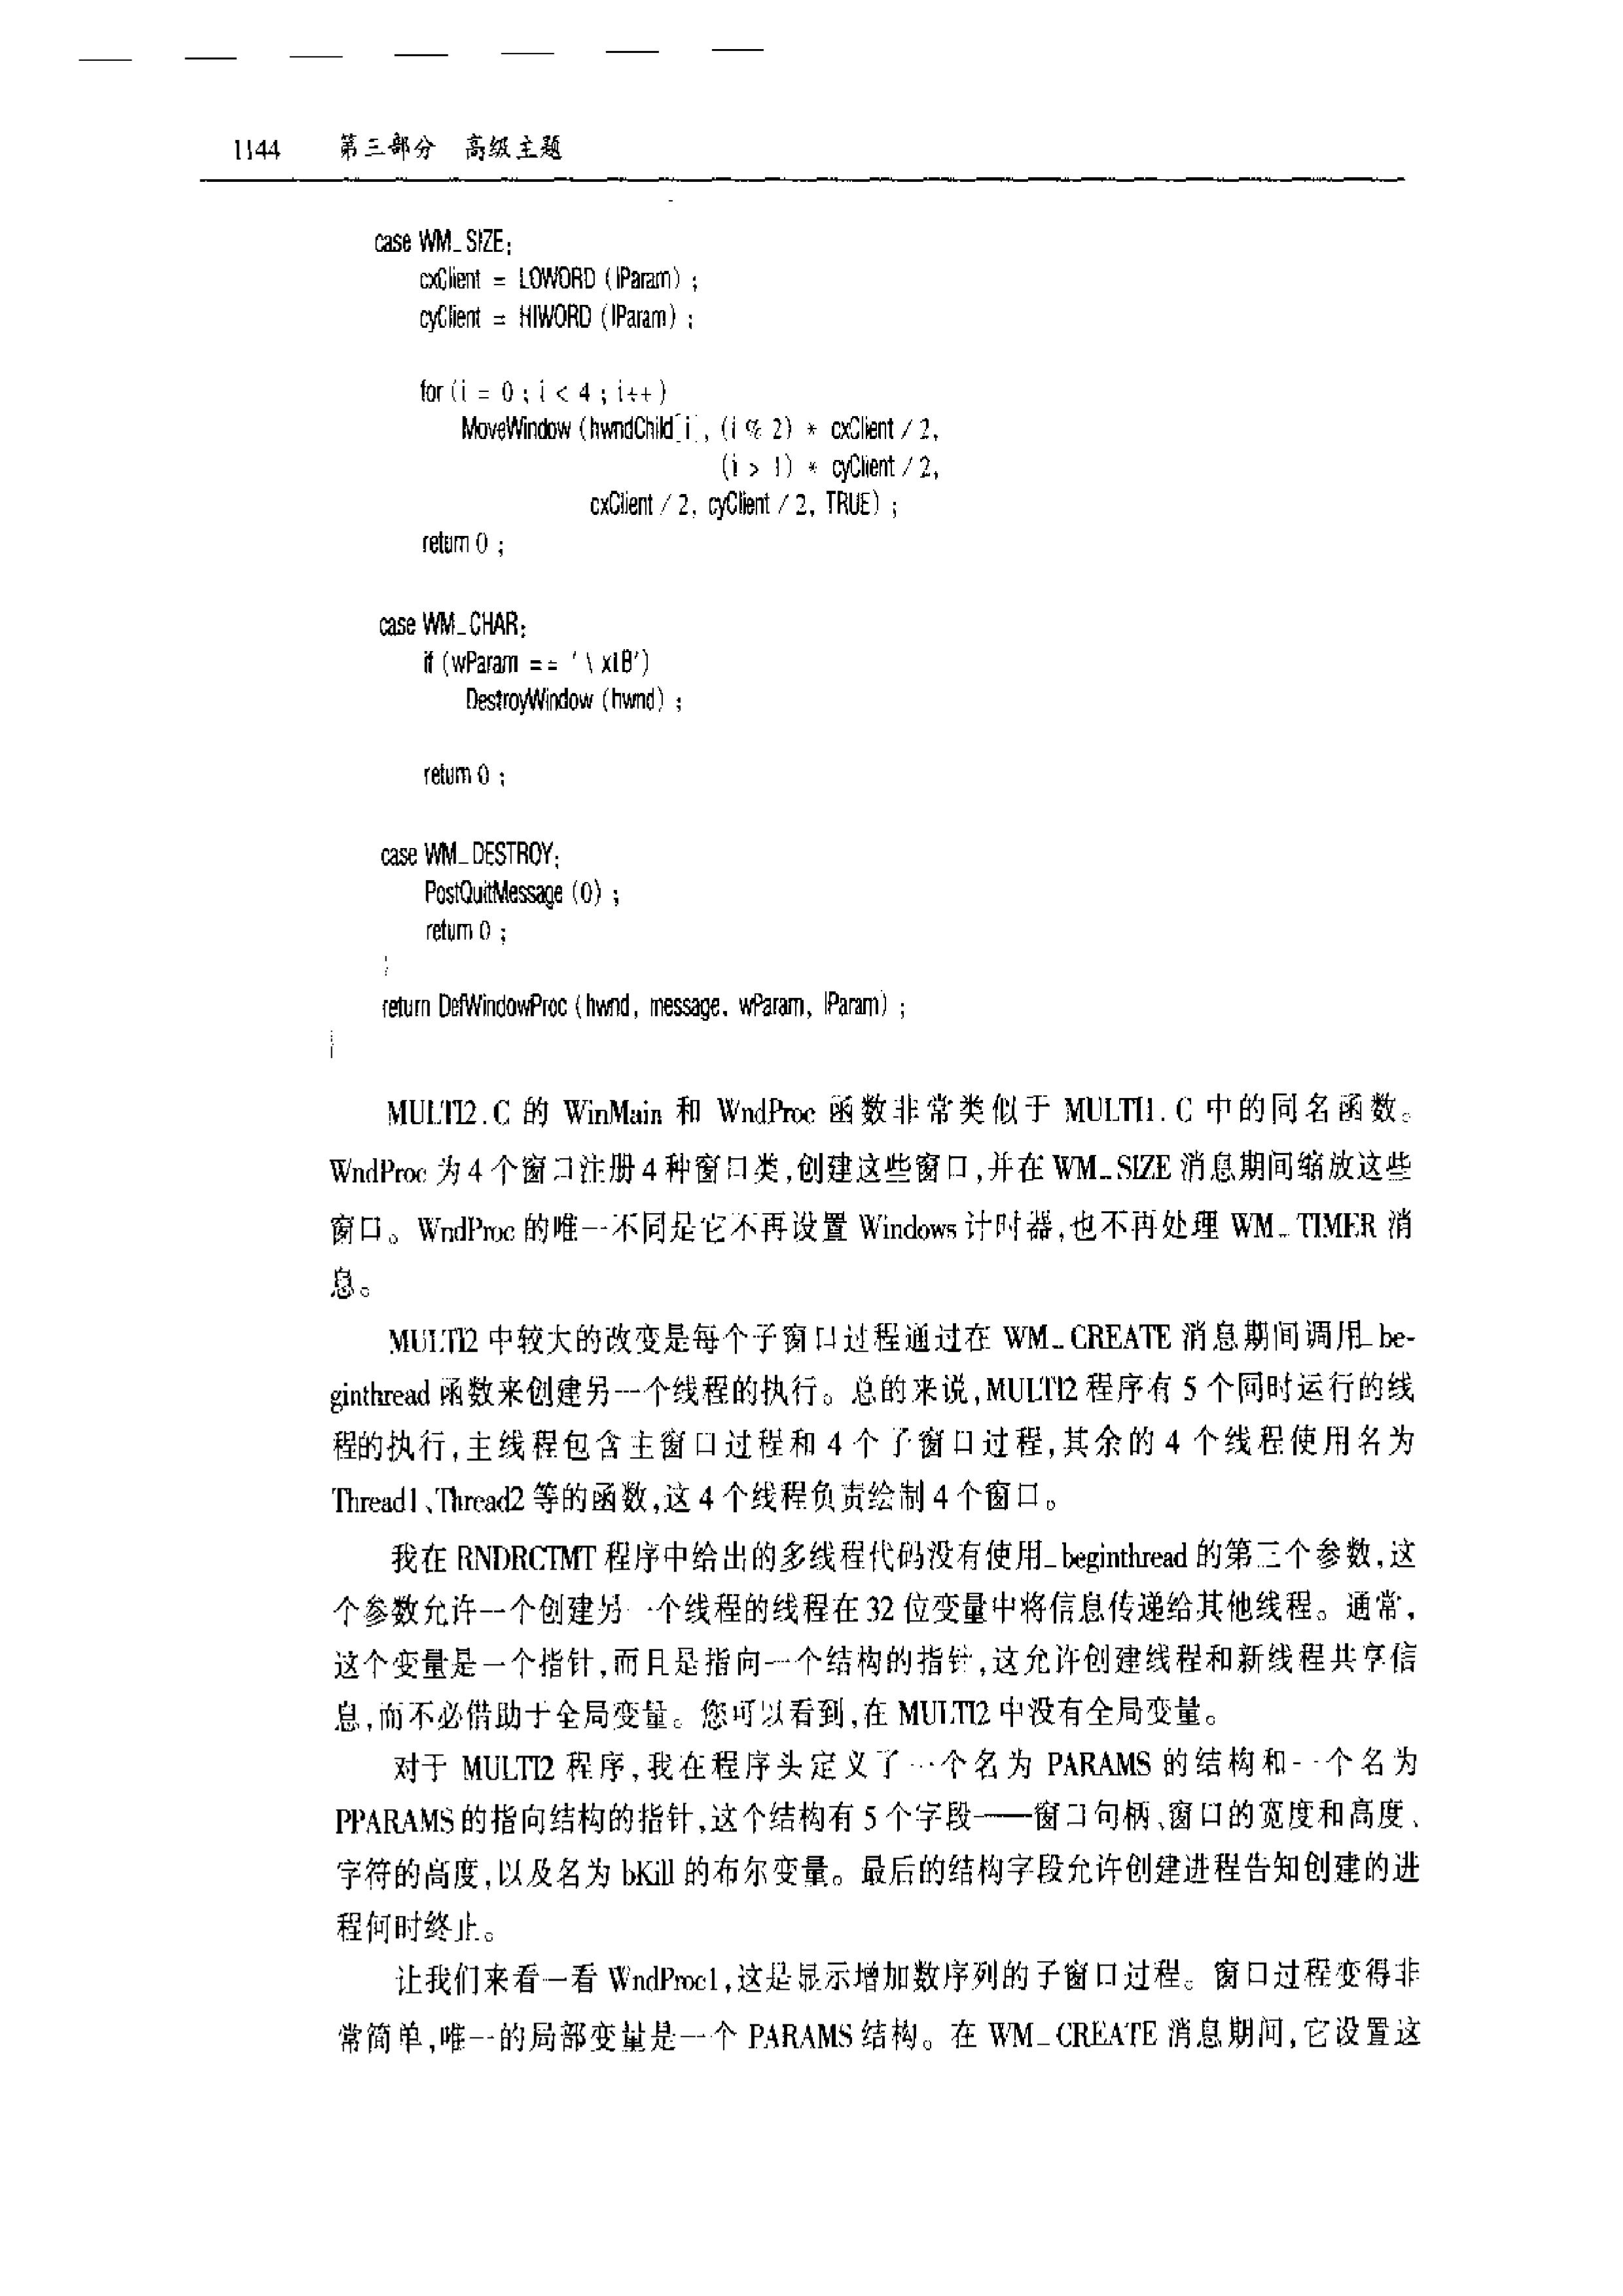 1144 第三部分 高级主题
case WM_SIZE:
cxClient = LOWORD (lParam) ;
cyClient = HIWORD (lParam) ;
for (i = 0 ; i < 4 ; i++)
MoveWindow (hwndChild[i], (i % 2) * cxClient / 2,
(i > 1) * cyClient / 2,
cxClient / 2, cyClient / 2, TRUE) ;
return 0 ;
case WM_CHAR:
if (wParam == '\x1B')
DestroyWindow (hwnd) ;
return 0 ;
case WM_DESTROY:
PostQuitMessage (0) ;
return 0 ;
}
return DefWindowProc (hwnd, message, wParam, lParam) ;
}
MULTI2.C 的 WinMain 和 WndProc 函数非常类似于 MULTI1.C 中的同名函数。
WndProc 为 4 个窗口注册 4 种窗口类,创建这些窗口,并在 WM_SIZE 消息期间缩放这些
窗口。WndProc 的唯一不同是它不再设置 Windows 计时器,也不再处理 WM_TIMER 消
息。
MULTI2 中较大的改变是每个子窗口过程通过在 WM_CREATE 消息期间调用_be-
ginthread 函数来创建另一个线程的执行。总的来说,MULTI2 程序有 5 个同时运行的线
程的执行,主线程包含主窗口过程和 4 个子窗口过程,其余的 4 个线程使用名为
Thread1、Thread2 等的函数,这 4 个线程负责绘制 4 个窗口。
我在 RNDRCTMT 程序中给出的多线程代码没有使用_beginthread 的第三个参数,这
个参数允许一个创建另一个线程的线程在 32 位变量中将信息传递给其他线程。通常,
这个变量是一个指针,而且是指向一个结构的指针,这允许创建线程和新线程共享信
息,而不必借助于全局变量。您可以看到,在 MULTI2 中没有全局变量。
对于 MULTI2 程序,我在程序头定义了一个名为 PARAMS 的结构和一个名为
PPARAMS 的指向结构的指针,这个结构有 5 个字段——窗口句柄、窗口的宽度和高度、
字符的高度,以及名为 bKill 的布尔变量。最后的结构字段允许创建进程告知创建的进
程何时终止。
让我们来看一看 WndProc1,这是显示增加数序列的子窗口过程。窗口过程变得非
常简单,唯一的局部变量是一个 PARAMS 结构。在 WM_CREATE 消息期间,它设置这